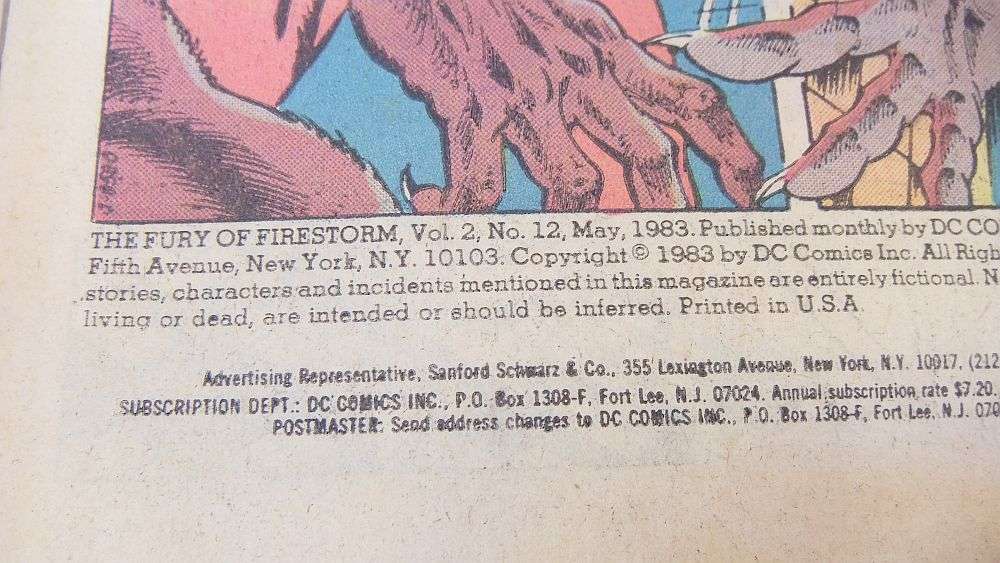 THE FURY OF FIRESTORM, Vol. 2, No. 12, May, 1983. Published monthly by DC CO
Fifth Avenue, New York, N.Y. 10103. Copyright © 1983 by DC Comics Inc. All Righ
stories, characters and incidents mentioned in this magazine are entirely fictional. N
living or dead, are intended or should be inferred. Printed in U.S.A.
Advertising Representative, Sanford Schwarz & Co., 355 Lexington Avenue, New York, N.Y. 10017, (212
SUBSCRIPTION DEPT.: DC COMICS INC., P.O. Box 1308-F, Fort Lee, N.J. 07024. Annual subscription rate $7.20.
POSTMASTER: Send address changes to DC COMICS INC., P.O. Box 1308-F, Fort Lee, N.J. 070